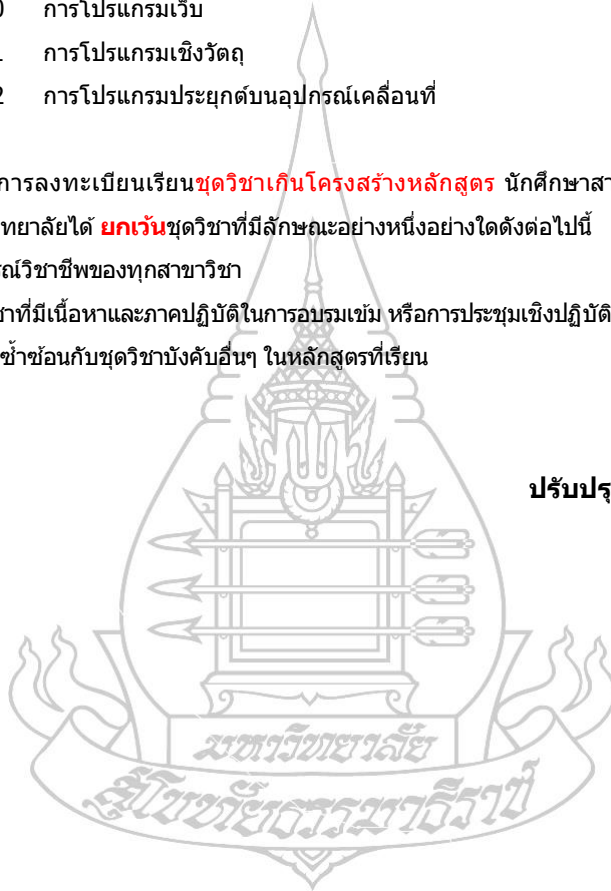 0 การโปรแกรมเว็บ
1 การโปรแกรมเชิงวัตถุ
2 การโปรแกรมประยุกต์บนอุปกรณ์เคลื่อนที่
การลงทะเบียนเรียนชุดวิชาเกินโครงสร้างหลักสูตร นักศึกษาสา
ทยาลัยได้ ยกเว้นชุดวิชาที่มีลักษณะอย่างหนึ่งอย่างใดดังต่อไปนี้
รณ์วิชาชีพของทุกสาขาวิชา
ชาที่มีเนื้อหาและภาคปฏิบัติในการอบรมเข้ม หรือการประชุมเชิงปฏิบัติ
ซ้ำซ้อนกับชุดวิชาบังคับอื่นๆ ในหลักสูตรที่เรียน
ปรับปรุ
มหาวิทยาลัย
สุโขทัยธรรมาธิราช